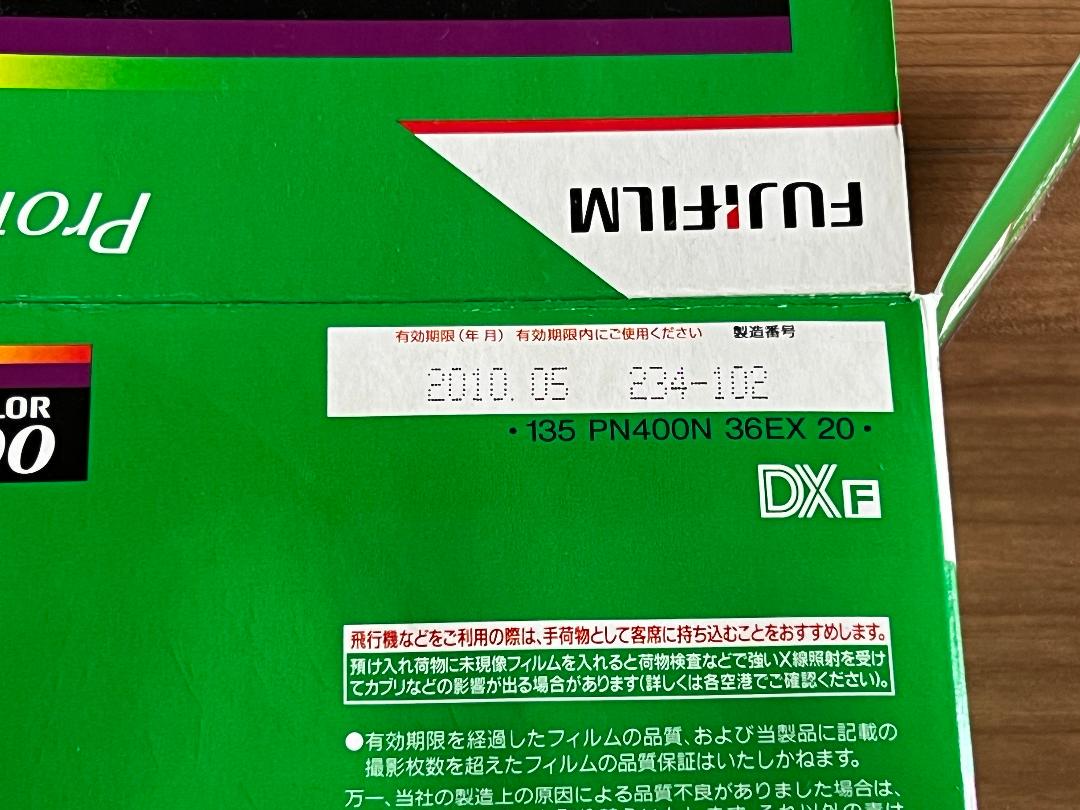 FUJIFILM
Pro
有効期限(年 月) 有効期限内にご使用ください 製造番号
2010. 05 234-102
・135 PN400N 36EX 20・
LOR
00
DX F
飛行機などをご利用の際は、手荷物として客席に持ち込むことをおすすめします。
預け入れ荷物に未現像フィルムを入れると荷物検査などで強いX線照射を受け
てカブリなどの影響が出る場合があります(詳しくは各空港でご確認ください)。
●有効期限を経過したフィルムの品質、および当製品に記載の
撮影枚数を超えたフィルムの品質保証はいたしかねます。
万一、当社の製造上の原因による品質不良がありました場合は、